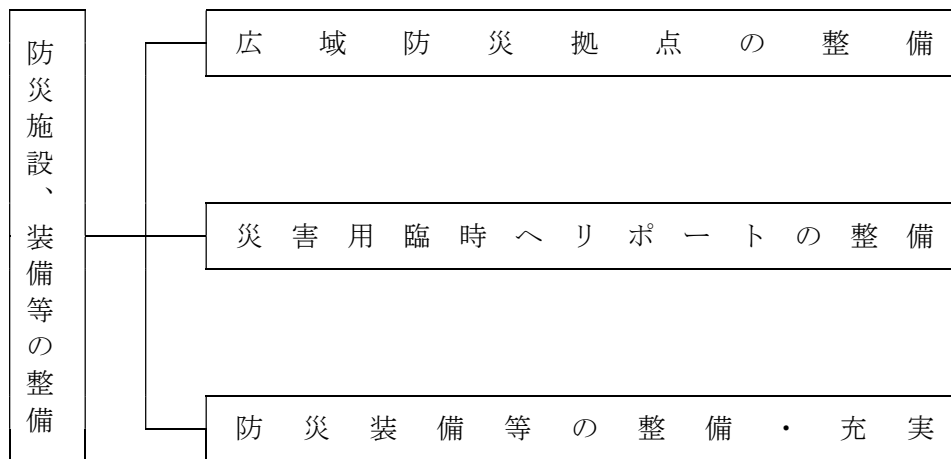 防災施設、装備等の整備
広域防災拠点の整備
災害用臨時ヘリポートの整備
防災装備等の整備・充実